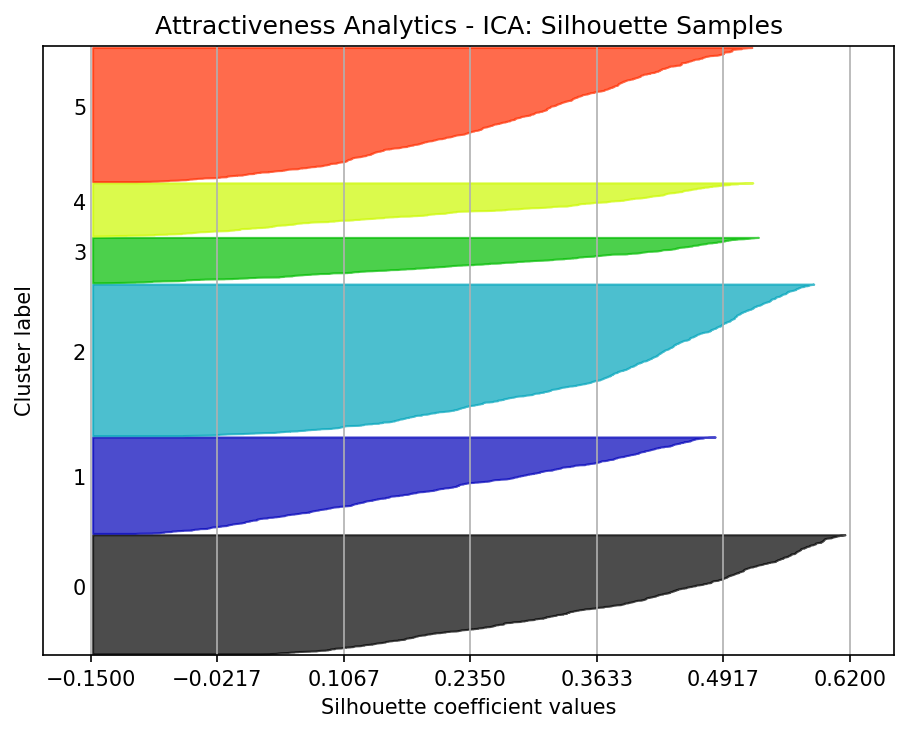 Attractiveness Analytics - ICA: Silhouette Samples
5
4
3
2
1
0
Cluster label
−0.1500 −0.0217 0.1067 0.2350 0.3633 0.4917 0.6200
Silhouette coefficient values